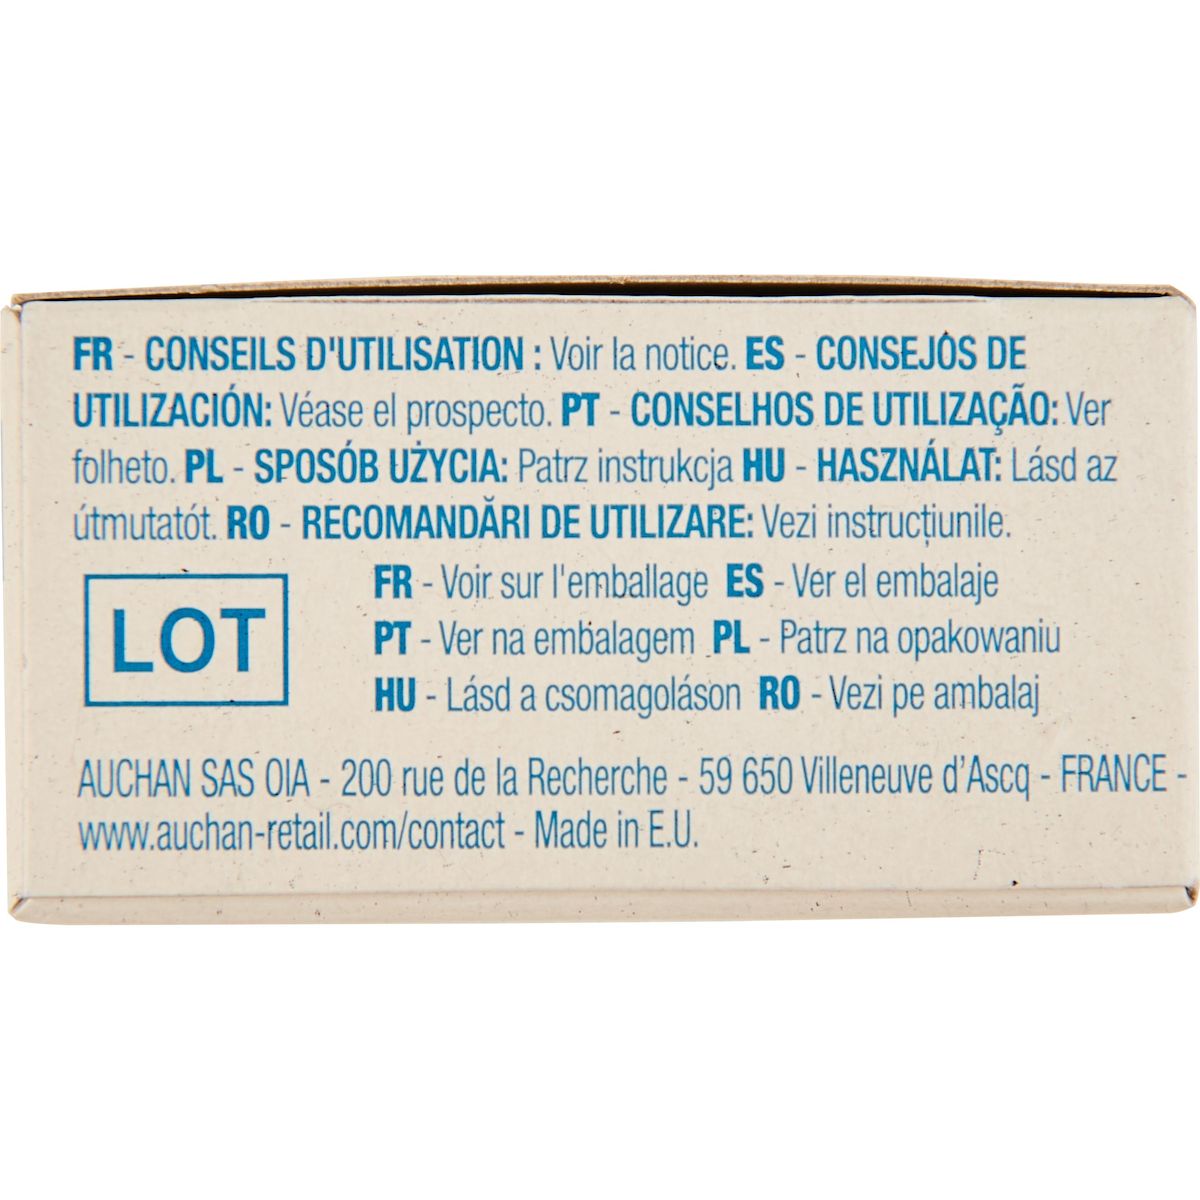 FR - CONSEILS D'UTILISATION : Voir la notice. ES - CONSEJOS DE
UTILIZACIÓN: Véase el prospecto. PT - CONSELHOS DE UTILIZAÇÃO: Ver
folheto. PL - SPOSÓB UŻYCIA: Patrz instrukcja HU - HASZNÁLAT: Lásd az
útmutatót. RO - RECOMANDĂRI DE UTILIZARE: Vezi instrucțiunile.
LOT
FR - Voir sur l'emballage ES - Ver el embalaje
PT - Ver na embalagem PL - Patrz na opakowaniu
HU - Lásd a csomagoláson RO - Vezi pe ambalaj
AUCHAN SAS OIA - 200 rue de la Recherche - 59 650 Villeneuve d'Ascq - FRANCE -
www.auchan-retail.com/contact - Made in E.U.